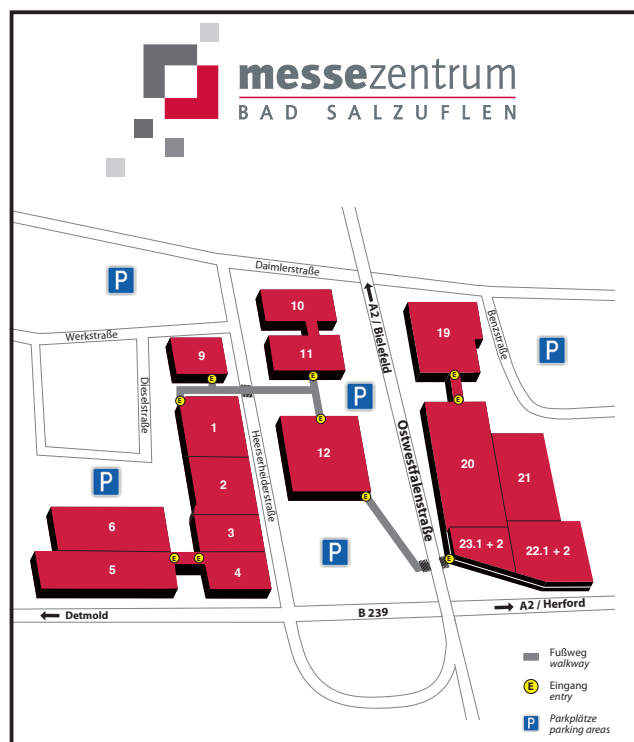 messezentrum
BAD SALZUFLEN
P
Daimlerstraße
Werkstraße
Dieselstraße
Heerserheiderstraße
A2 / Bielefeld
Ostwestfalenstraße
Benzstraße
P
P
P
P
10
11
9
19
E
E
E
E
E
E
1
12
20
21
2
E
6
3
23.1 + 2
22.1 + 2
5
E
E
4
E
Detmold
B 239
A2 / Herford
Fußweg
walkway
E
Eingang
entry
P
Parkplätze
parking areas